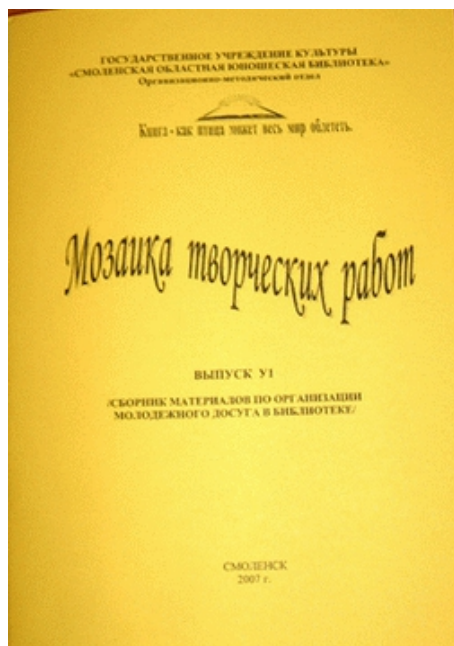 ГОСУДАРСТВЕННОЕ УЧРЕЖДЕНИЕ КУЛЬТУРЫ
«СМОЛЕНСКАЯ ОБЛАСТНАЯ ЮНОШЕСКАЯ БИБЛИОТЕКА»
Организационно-методический отдел
Книга - как птица может весь мир облететь.
Мозаика творческих работ
ВЫПУСК У1
/СБОРНИК МАТЕРИАЛОВ ПО ОРГАНИЗАЦИИ
МОЛОДЕЖНОГО ДОСУГА В БИБЛИОТЕКЕ/
СМОЛЕНСК
2007 г.